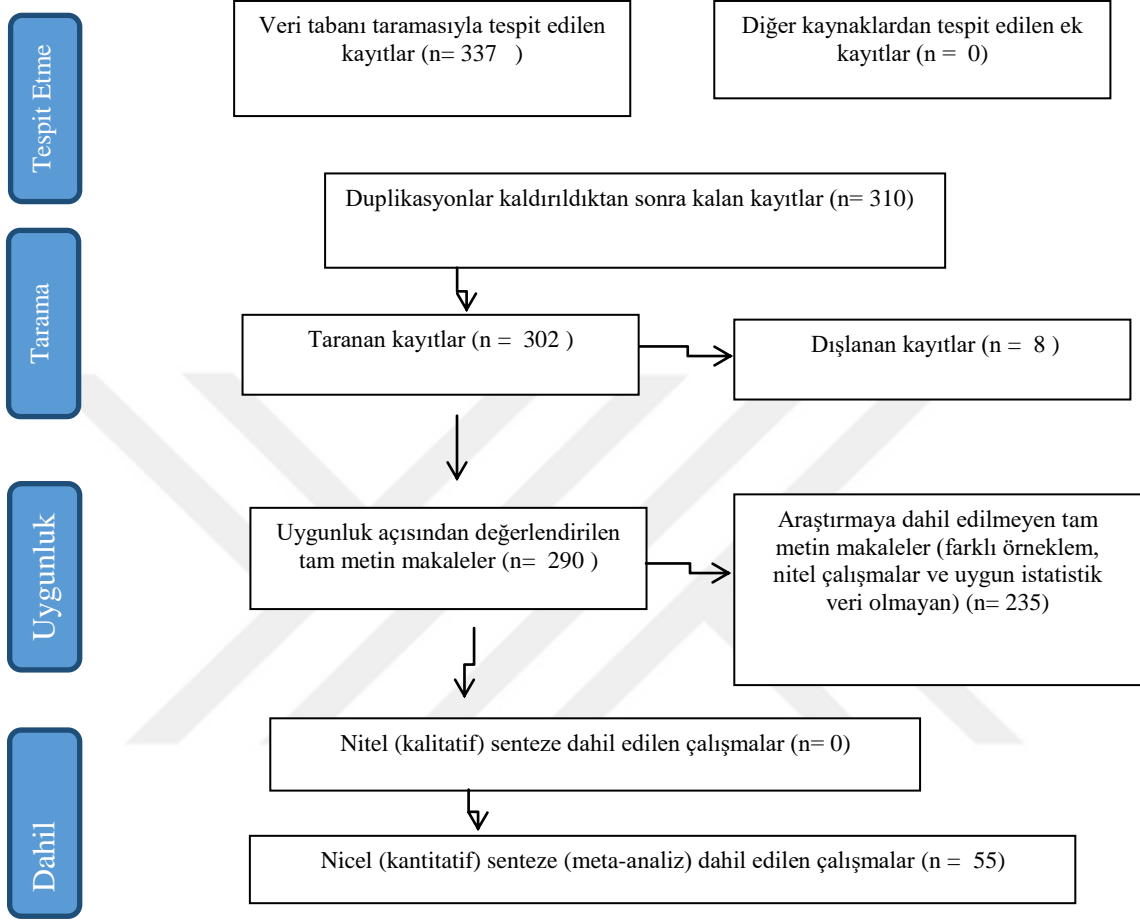 Tespit Etme
Veri tabanı taramasıyla tespit edilen
kayıtlar (n= 337   )
Diğer kaynaklardan tespit edilen ek
kayıtlar (n =  0)
Duplikasyonlar kaldırıldıktan sonra kalan kayıtlar (n= 310)
Tarama
Taranan kayıtlar (n =  302 )
Dışlanan kayıtlar (n =  8 )
Uygunluk
Uygunluk açısından değerlendirilen
tam metin makaleler (n=  290 )
Araştırmaya dahil edilmeyen tam
metin makaleler (farklı örneklem,
nitel çalışmalar ve uygun istatistik
veri olmayan) (n= 235)
Dahil
Nitel (kalitatif) senteze dahil edilen çalışmalar (n= 0)
Nicel (kantitatif) senteze (meta-analiz) dahil edilen çalışmalar (n =  55)